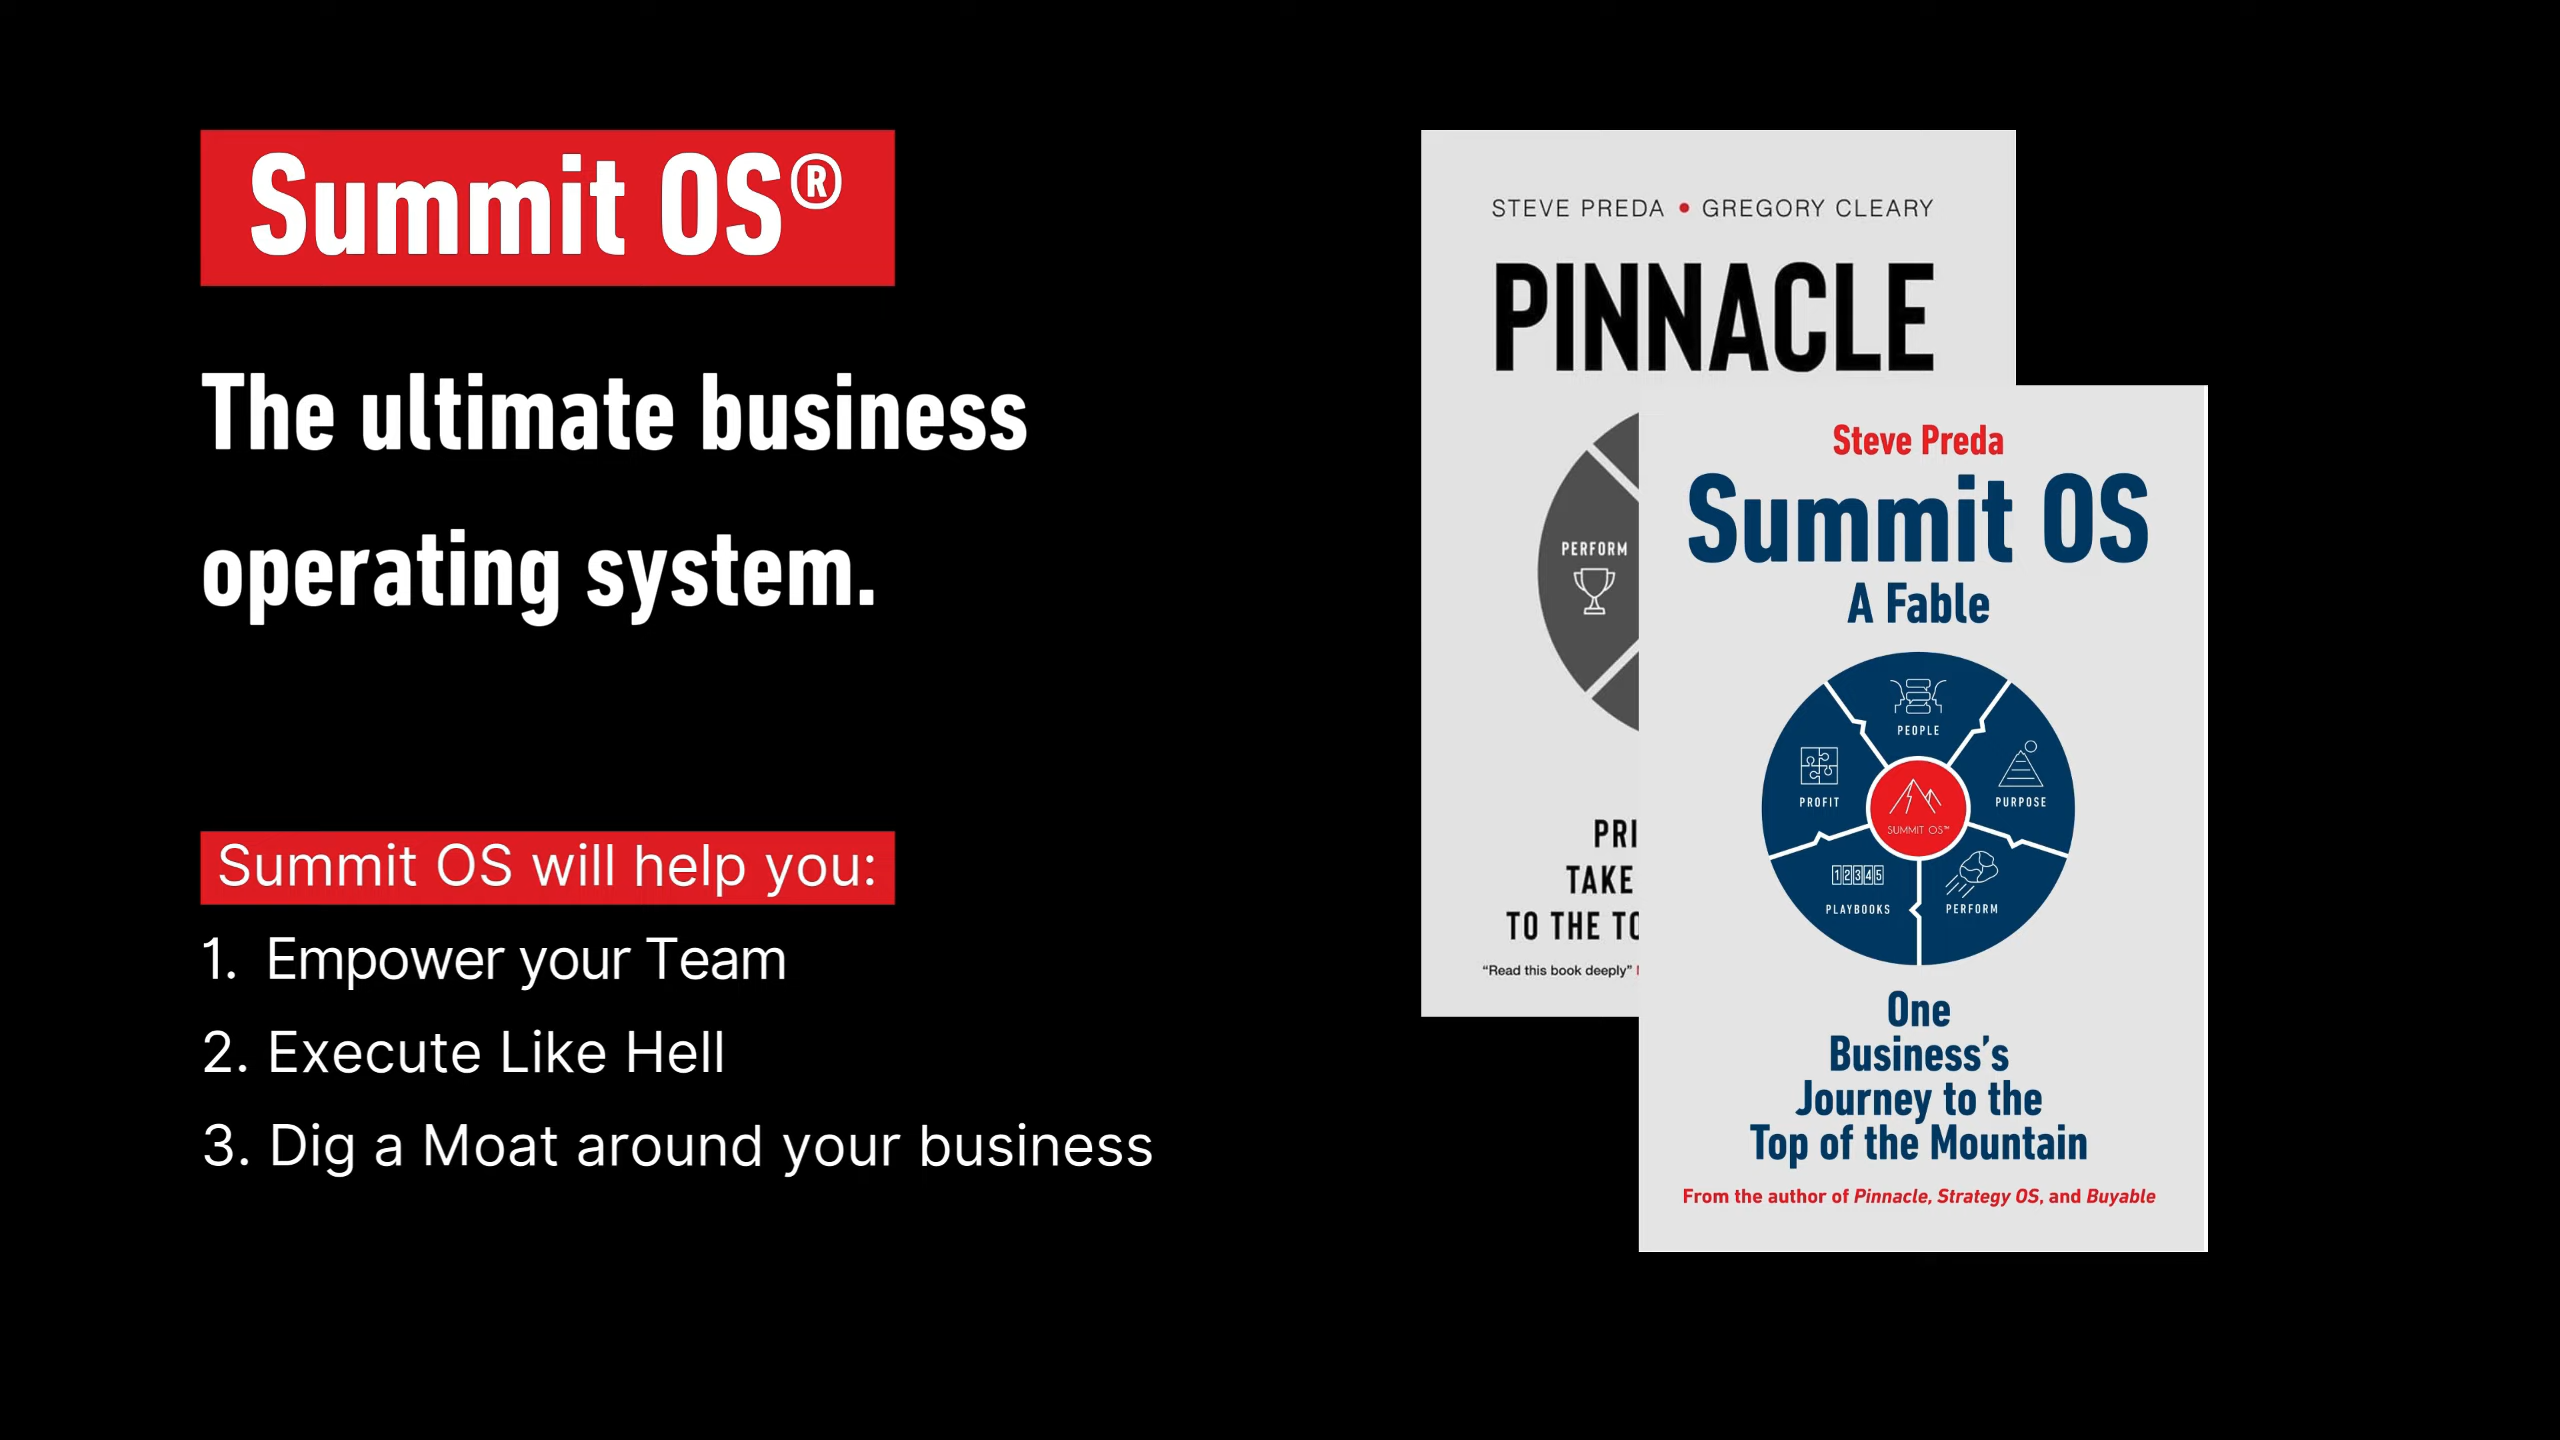 Summit OS®
The ultimate business
operating system.
Summit OS will help you:
1. Empower your Team
2. Execute Like Hell
3. Dig a Moat around your business
STEVE PREDA • GREGORY CLEARY
PINNACLE
PERFORM
TO THE
TAKE
"Read this book deeply"
Steve Preda
Summit OS
A Fable
PEOPLE
PROFIT
PURPOSE
SUMMIT OS™
12345
PLAYBOOKS
PERFORM
One
Business's
Journey to the
Top of the Mountain
From the author of Pinnacle, Strategy OS, and Buyable